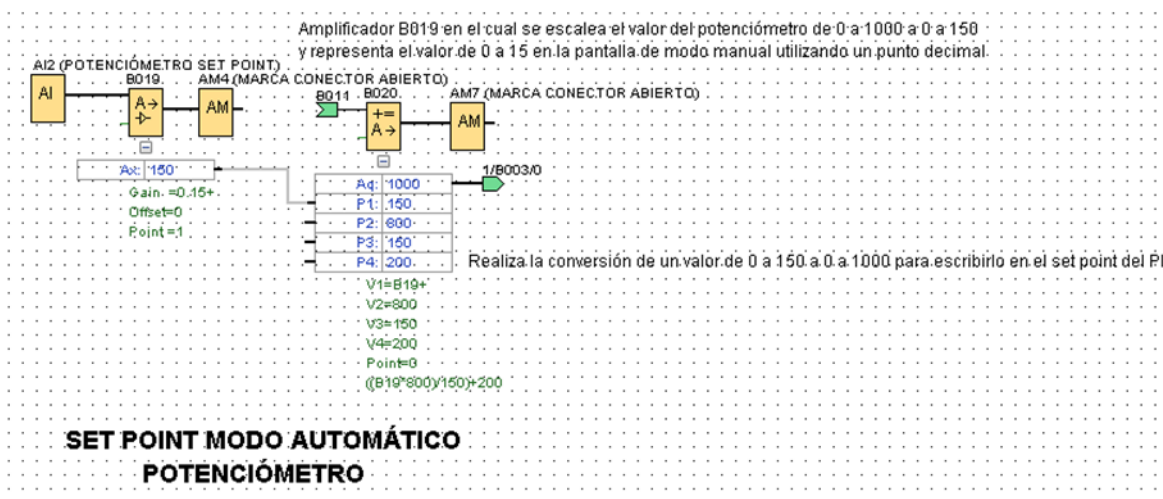 Amplificador B019 en el cual se escalea el valor del potenciómetro de 0 a 1000 a 0 a 150
y representa el valor de 0 a 15 en la pantalla de modo manual utilizando un punto decimal.
AI2 (POTENCIÓMETRO SET POINT)
B019
AM4 (MARCA CONECTOR ABIERTO)
B011
B020
AM7 (MARCA CONECTOR ABIERTO)
AI
A→
AM
+=
A→
AM
Ax: 150
Gain =0.15+
Offset=0
Point =1
1/B003/0
Aq: 1000
P1: 150
P2: 800
P3: 150
P4: 200
Realiza la conversión de un valor de 0 a 150 a 0 a 1000 para escribirlo en el set point del PI
V1=B19+
V2=800
V3=150
V4=200
Point=0
((B19*800)/150)+200
SET POINT MODO AUTOMÁTICO
POTENCIÓMETRO